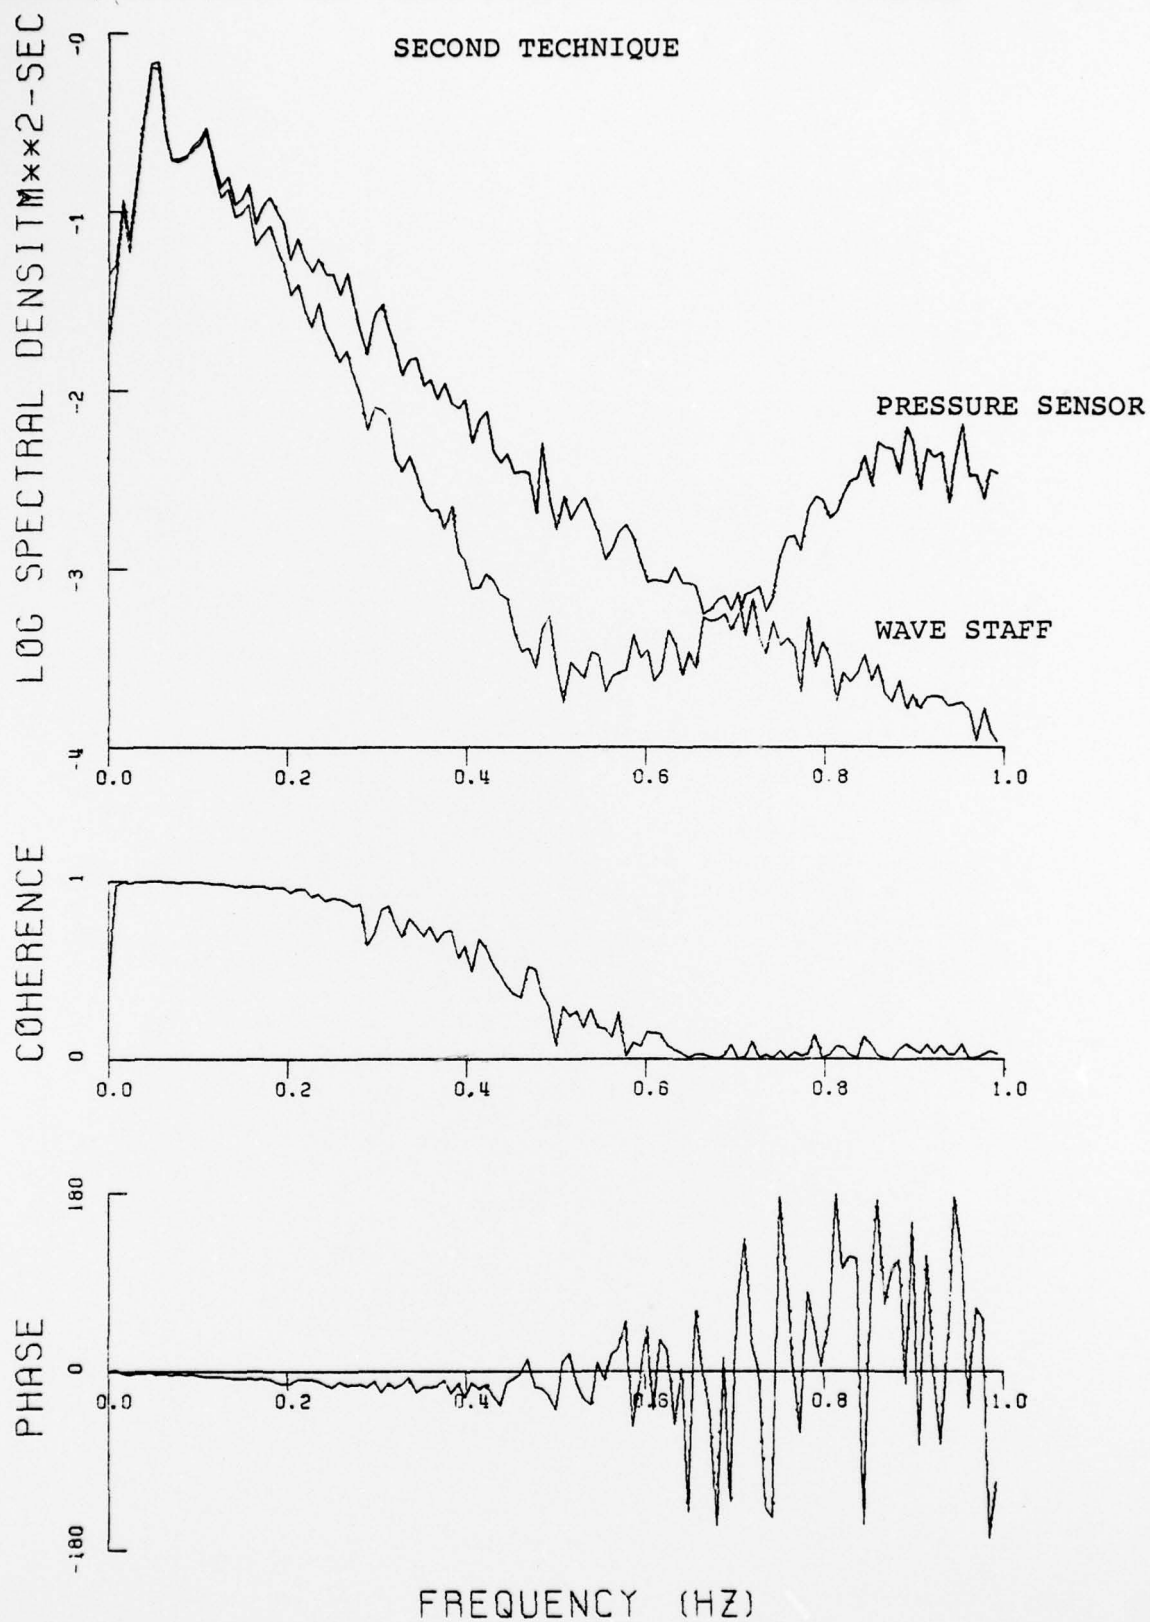 SECOND TECHNIQUE
LOG SPECTRAL DENSITM**2-SEC
-0
-1
-2
-3
-4
PRESSURE SENSOR
WAVE STAFF
0.0 0.2 0.4 0.6 0.8 1.0
COHERENCE
1
0
0.0 0.2 0.4 0.6 0.8 1.0
PHASE
180
0
-180
0.0 0.2 0.4 0.6 0.8 1.0
FREQUENCY (HZ)